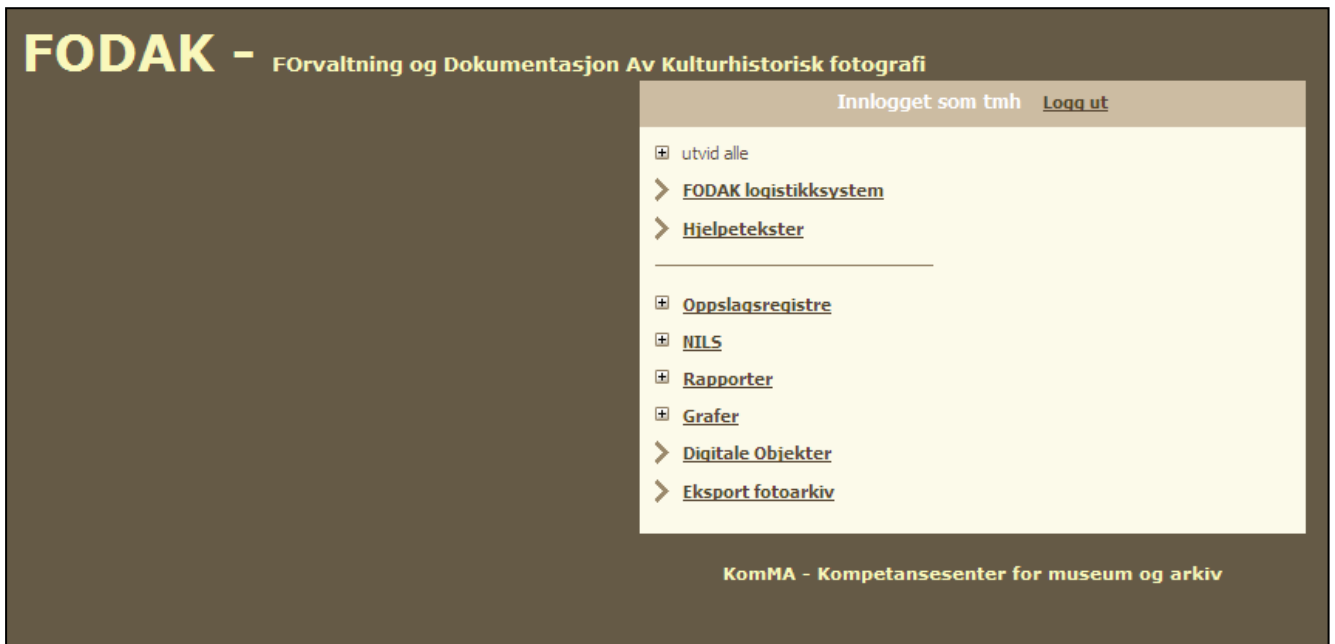 FODAK - FOrvaltning og Dokumentasjon Av Kulturhistorisk fotografi
Innlogget som tmh Logg ut
utvid alle
FODAK logistikksystem
Hjelpetekster
Oppslagsregistre
NILS
Rapporter
Grafer
Digitale Objekter
Eksport fotoarkiv
KomMA - Kompetansesenter for museum og arkiv